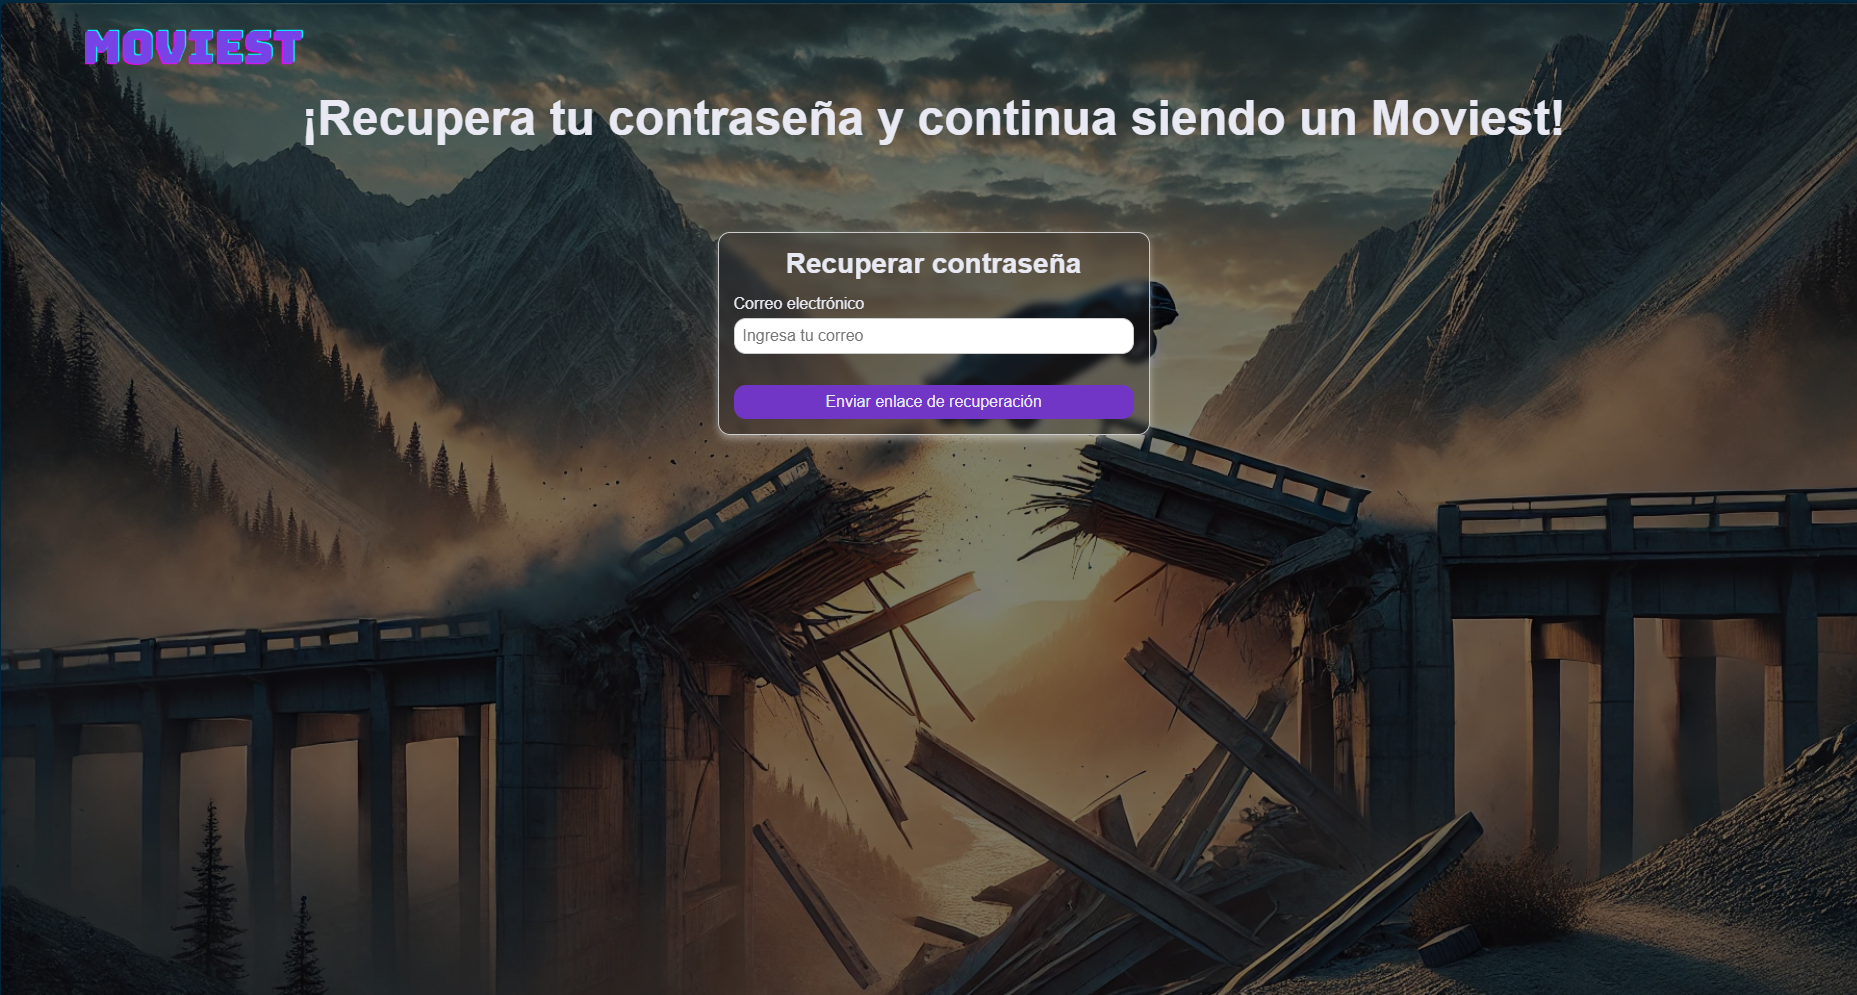 MOVIEST
¡Recupera tu contraseña y continua siendo un Moviest!
Recuperar contraseña
Correo electrónico
Ingresa tu correo
Enviar enlace de recuperación